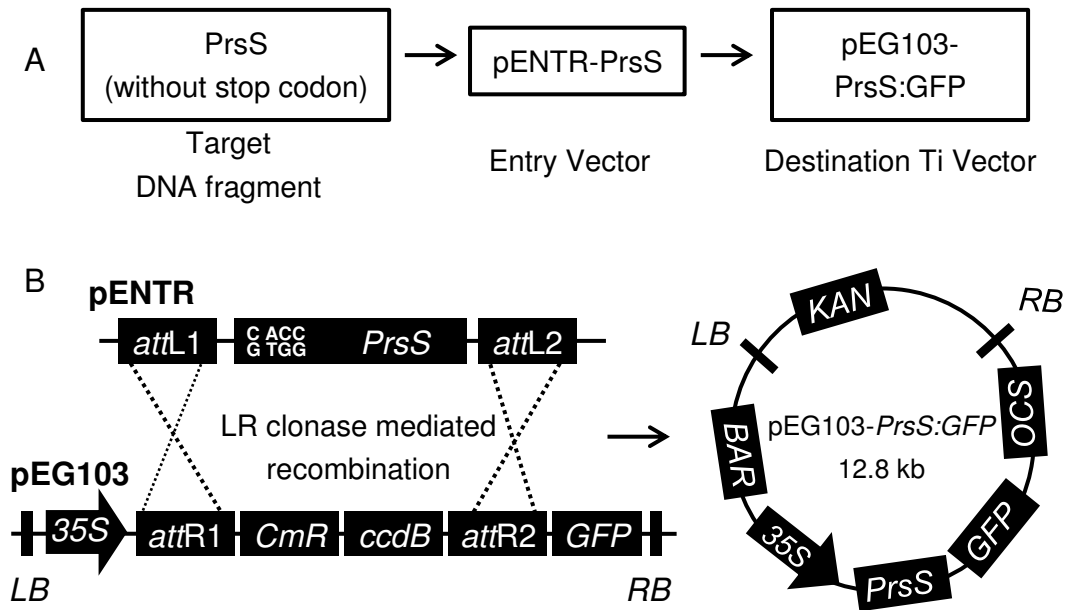 A
PrsS
(without stop codon)
Target
DNA fragment
pENTR-PrsS
Entry Vector
pEG103-
PrsS:GFP
Destination Ti Vector
B
pENTR
attL1
C ACC
G TGG
PrsS
attL2
LR clonase mediated
recombination
pEG103
35S
attR1
CmR
ccdB
attR2
GFP
LB
RB
KAN
LB
RB
OCS
BAR
pEG103-PrsS:GFP
12.8 kb
35S
PrsS
GFP